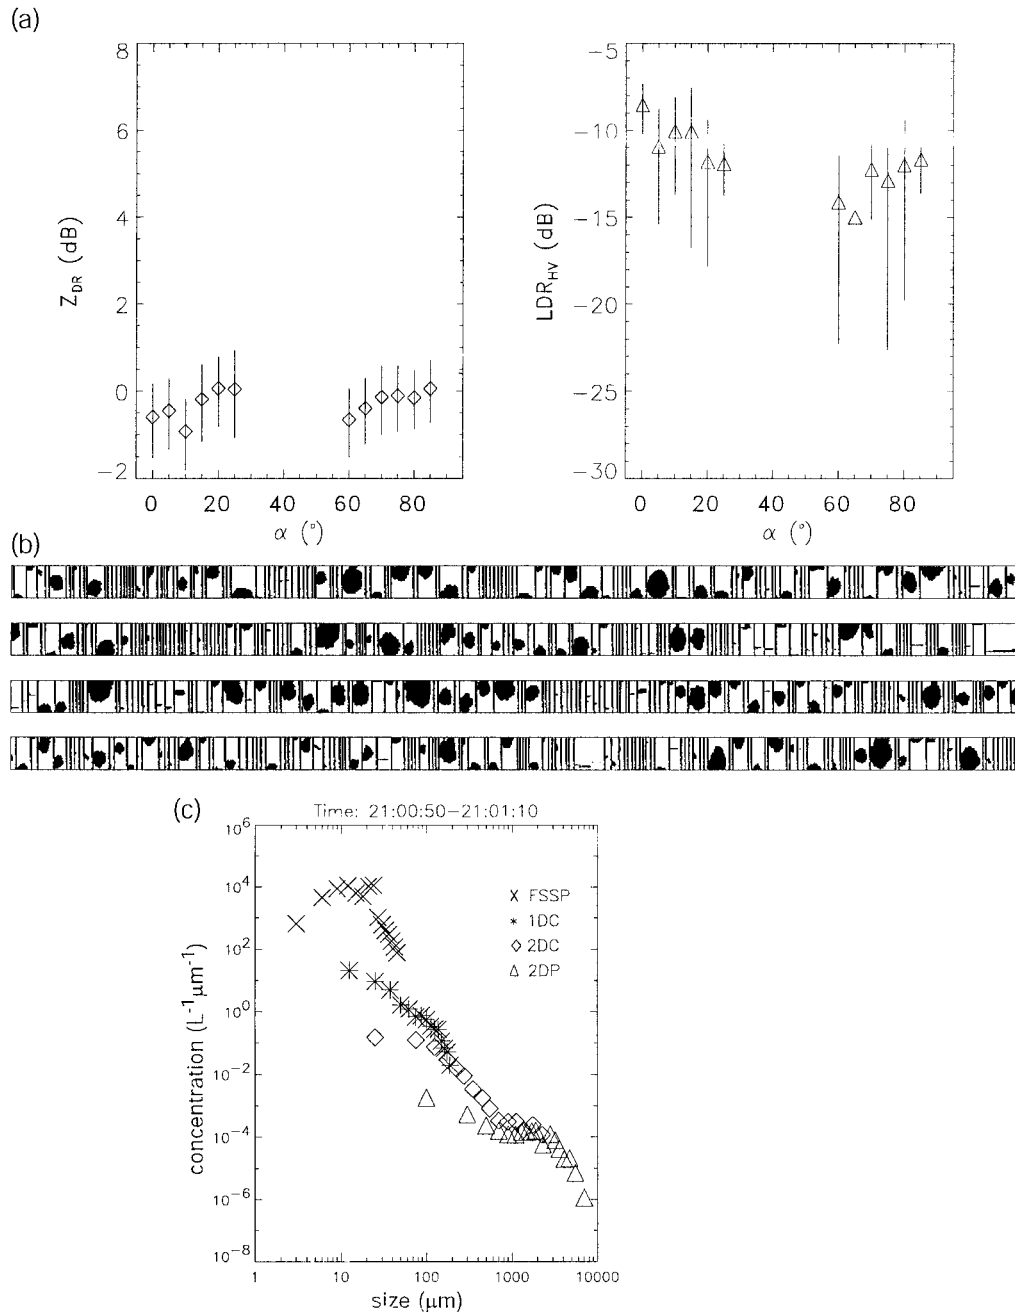 (a)
8
6
4
2
0
−2
Z_DR (dB)
0 20 40 60 80
α (°)
−5
−10
−15
−20
−25
−30
LDR_HV (dB)
0 20 40 60 80
α (°)
(b)
(c)
Time: 21:00:50−21:01:10
10^6
10^4
10^2
10^0
10^−2
10^−4
10^−6
10^−8
concentration (L^−1 μm^−1)
× FSSP
* 1DC
◇ 2DC
△ 2DP
1 10 100 1000 10000
size (μm)